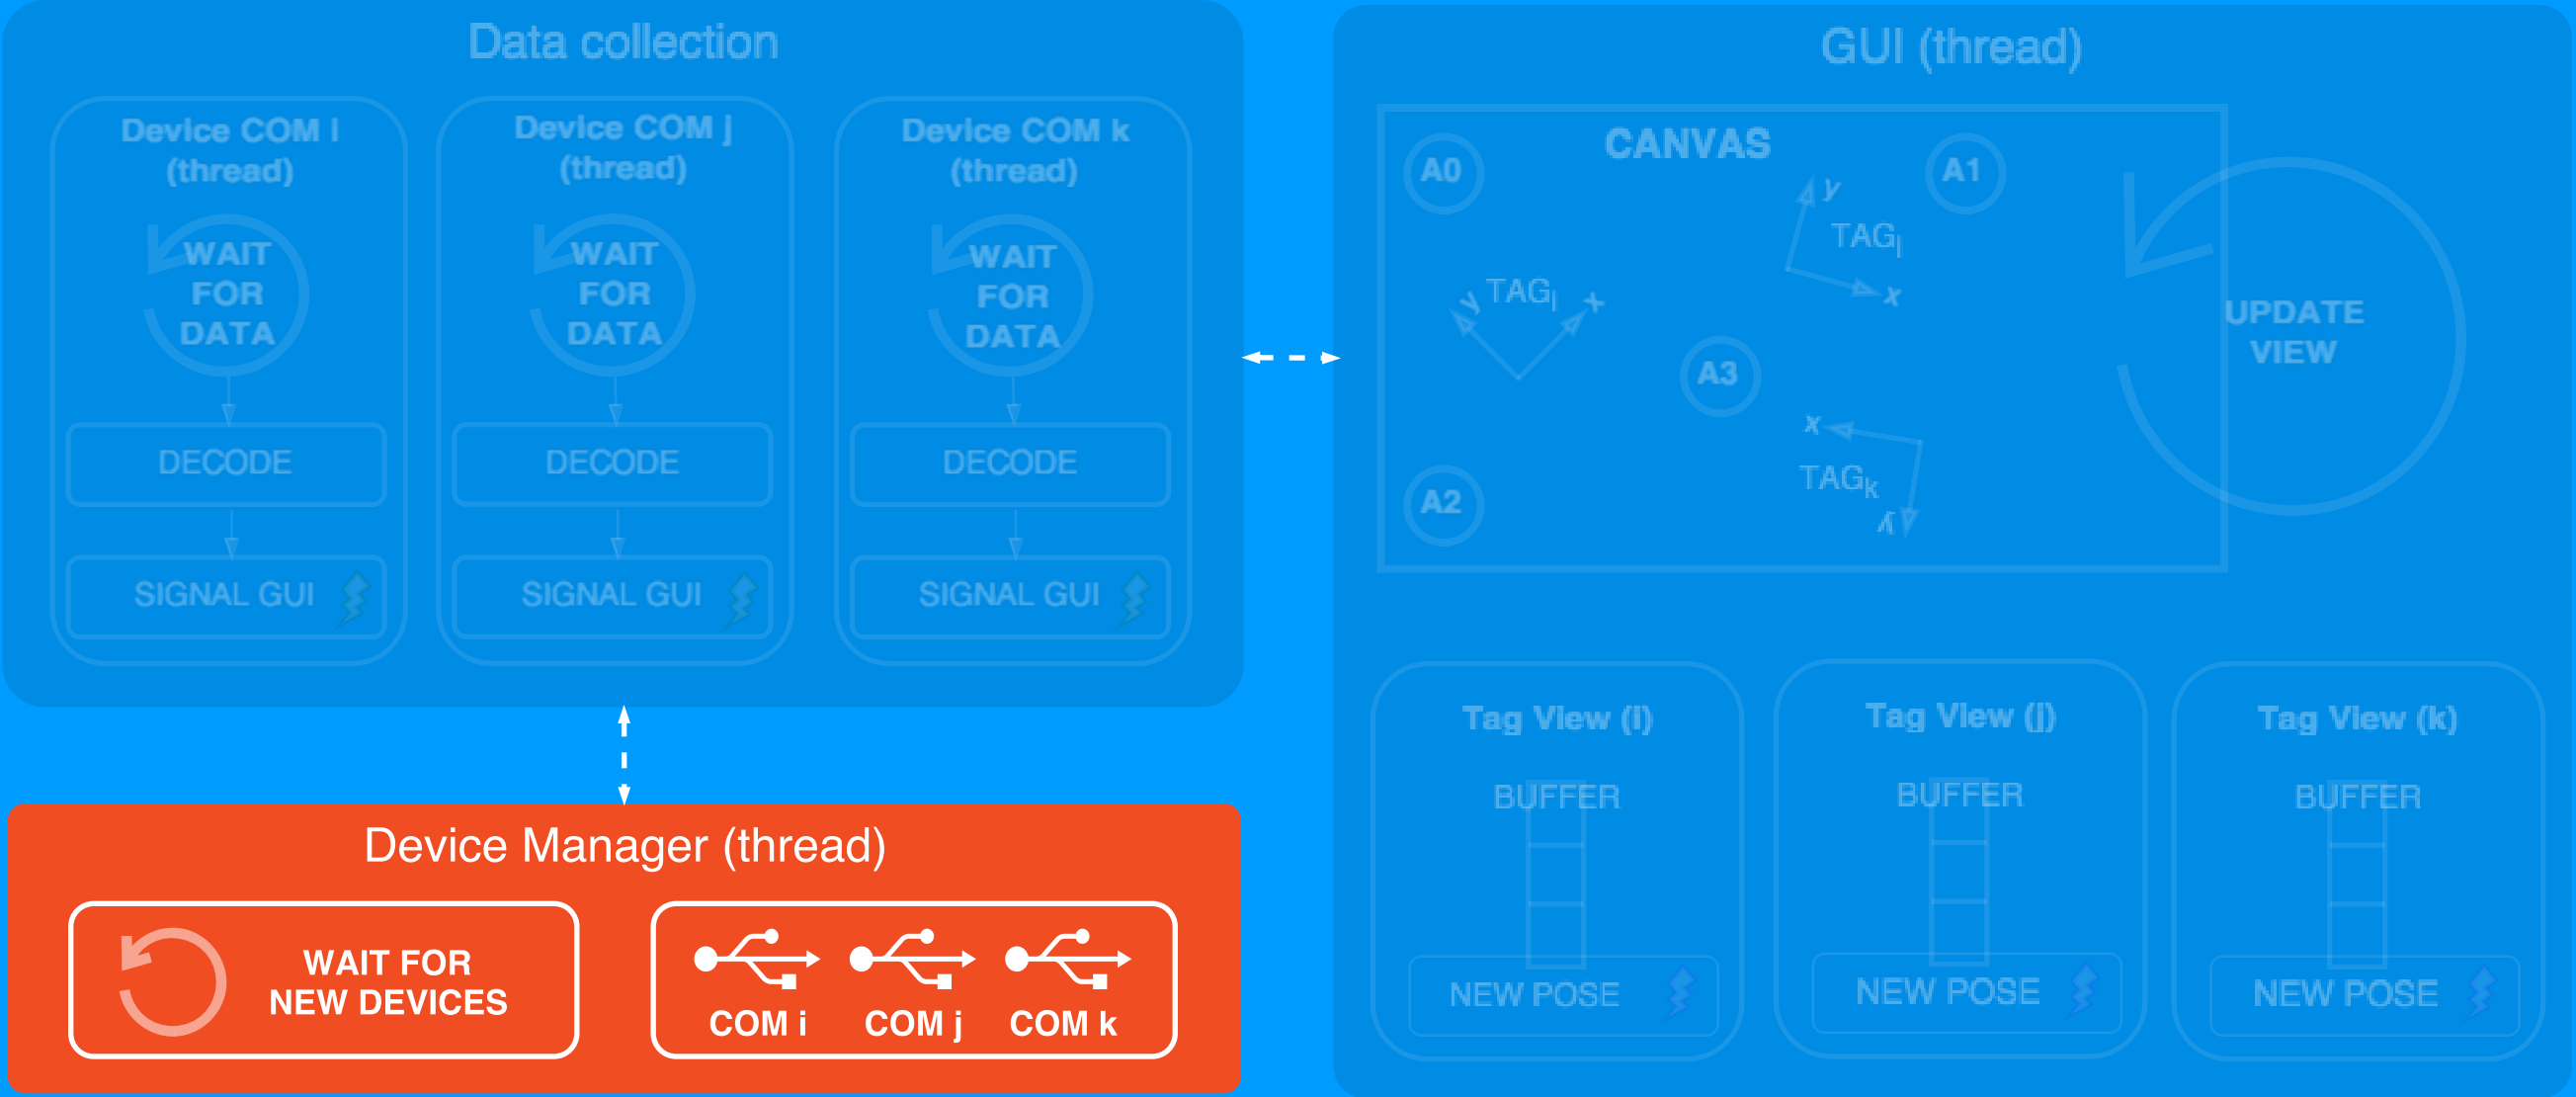 Data collection
Device COM i
(thread)
WAIT
FOR
DATA
DECODE
SIGNAL GUI
Device COM j
(thread)
WAIT
FOR
DATA
DECODE
SIGNAL GUI
Device COM k
(thread)
WAIT
FOR
DATA
DECODE
SIGNAL GUI
GUI (thread)
CANVAS
A0
A1
y
TAGj
x
y
TAGi
x
A3
x
TAGk
y
A2
UPDATE
VIEW
Tag View (i)
BUFFER
NEW POSE
Tag View (j)
BUFFER
NEW POSE
Tag View (k)
BUFFER
NEW POSE
Device Manager (thread)
WAIT FOR
NEW DEVICES
COM i
COM j
COM k